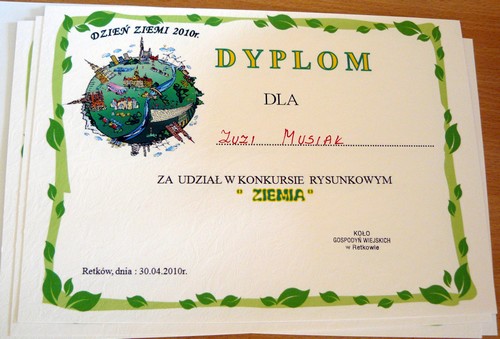 DZIEŃ ZIEMI 2010r.
DYPLOM
DLA
ZUZI MUSIAK
ZA UDZIAŁ W KONKURSIE RYSUNKOWYM
" ZIEMIA "
KOŁO
GOSPODYŃ WIEJSKICH
w Retkowie
Retków, dnia : 30.04.2010r.